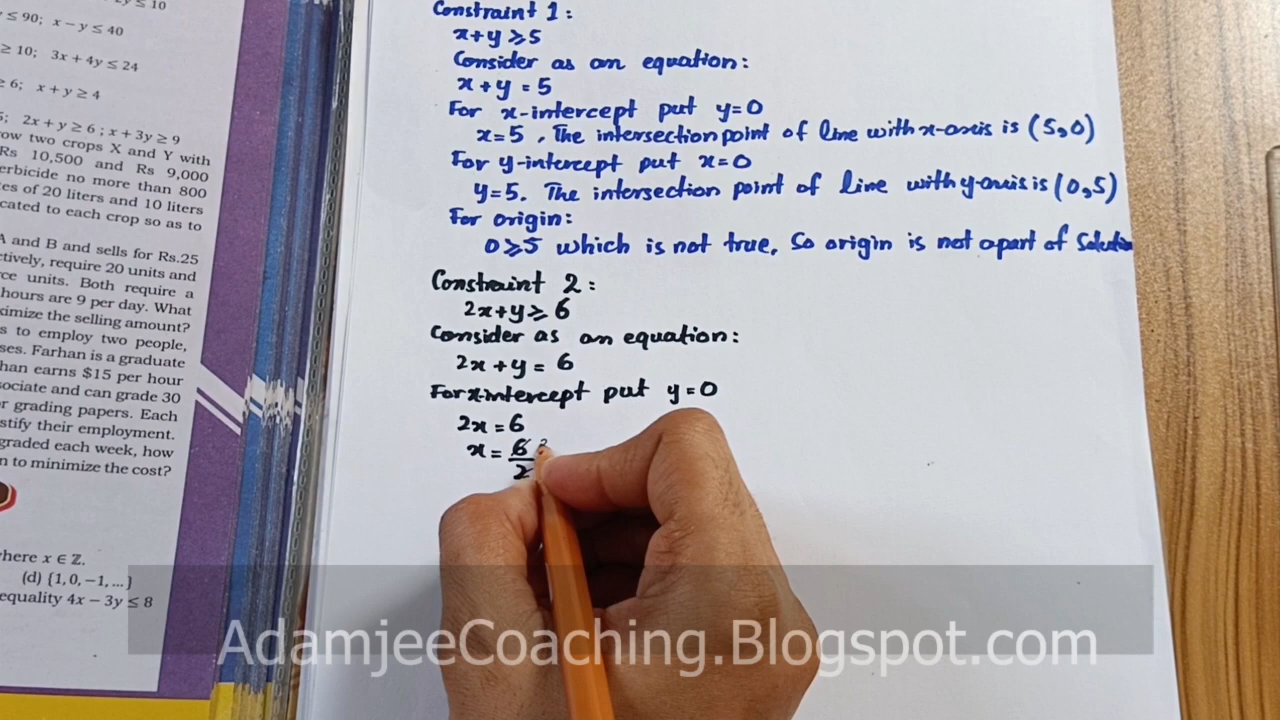 ≤ 10
≤ 90; x − y ≤ 40
≥ 10; 3x + 4y ≤ 24
≥ 6; x + y ≥ 4
2x + y ≥ 6 ; x + 3y ≥ 9
row two crops X and Y with
Rs 10,500 and Rs 9,000
erbicide no more than 800
es of 20 liters and 10 liters
cated to each crop so as to
A and B and sells for Rs.25
ctively, require 20 units and
rce units. Both require a
hours are 9 per day. What
ximize the selling amount?
s to employ two people,
ses. Farhan is a graduate
han earns $15 per hour
sociate and can grade 30
r grading papers. Each
stify their employment.
graded each week, how
n to minimize the cost?
here x ∈ ℤ.
(d) {1, 0, −1, ...}
equality 4x − 3y ≤ 8
Constraint 1:
x+y ≥ 5
Consider as an equation:
x + y = 5
For x-intercept put y=0
x=5 , The intersection point of line with x-axis is (5,0)
For y-intercept put x=0
y=5. The intersection point of line with y-axis is (0,5)
For origin:
0≥5 which is not true, So origin is not apart of Solution
Constraint 2:
2x+y ≥ 6
Consider as an equation:
2x + y = 6
For x-intercept put y=0
2x = 6
x = 6
2
AdamjeeCoaching.Blogspot.com